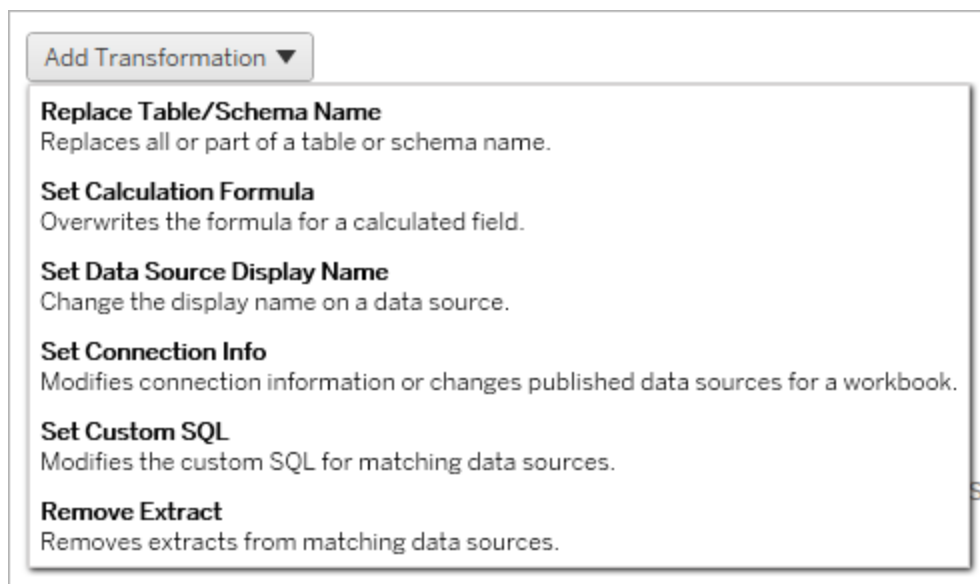 Add Transformation ▼
Replace Table/Schema Name
Replaces all or part of a table or schema name.
Set Calculation Formula
Overwrites the formula for a calculated field.
Set Data Source Display Name
Change the display name on a data source.
Set Connection Info
Modifies connection information or changes published data sources for a workbook.
Set Custom SQL
Modifies the custom SQL for matching data sources.
Remove Extract
Removes extracts from matching data sources.